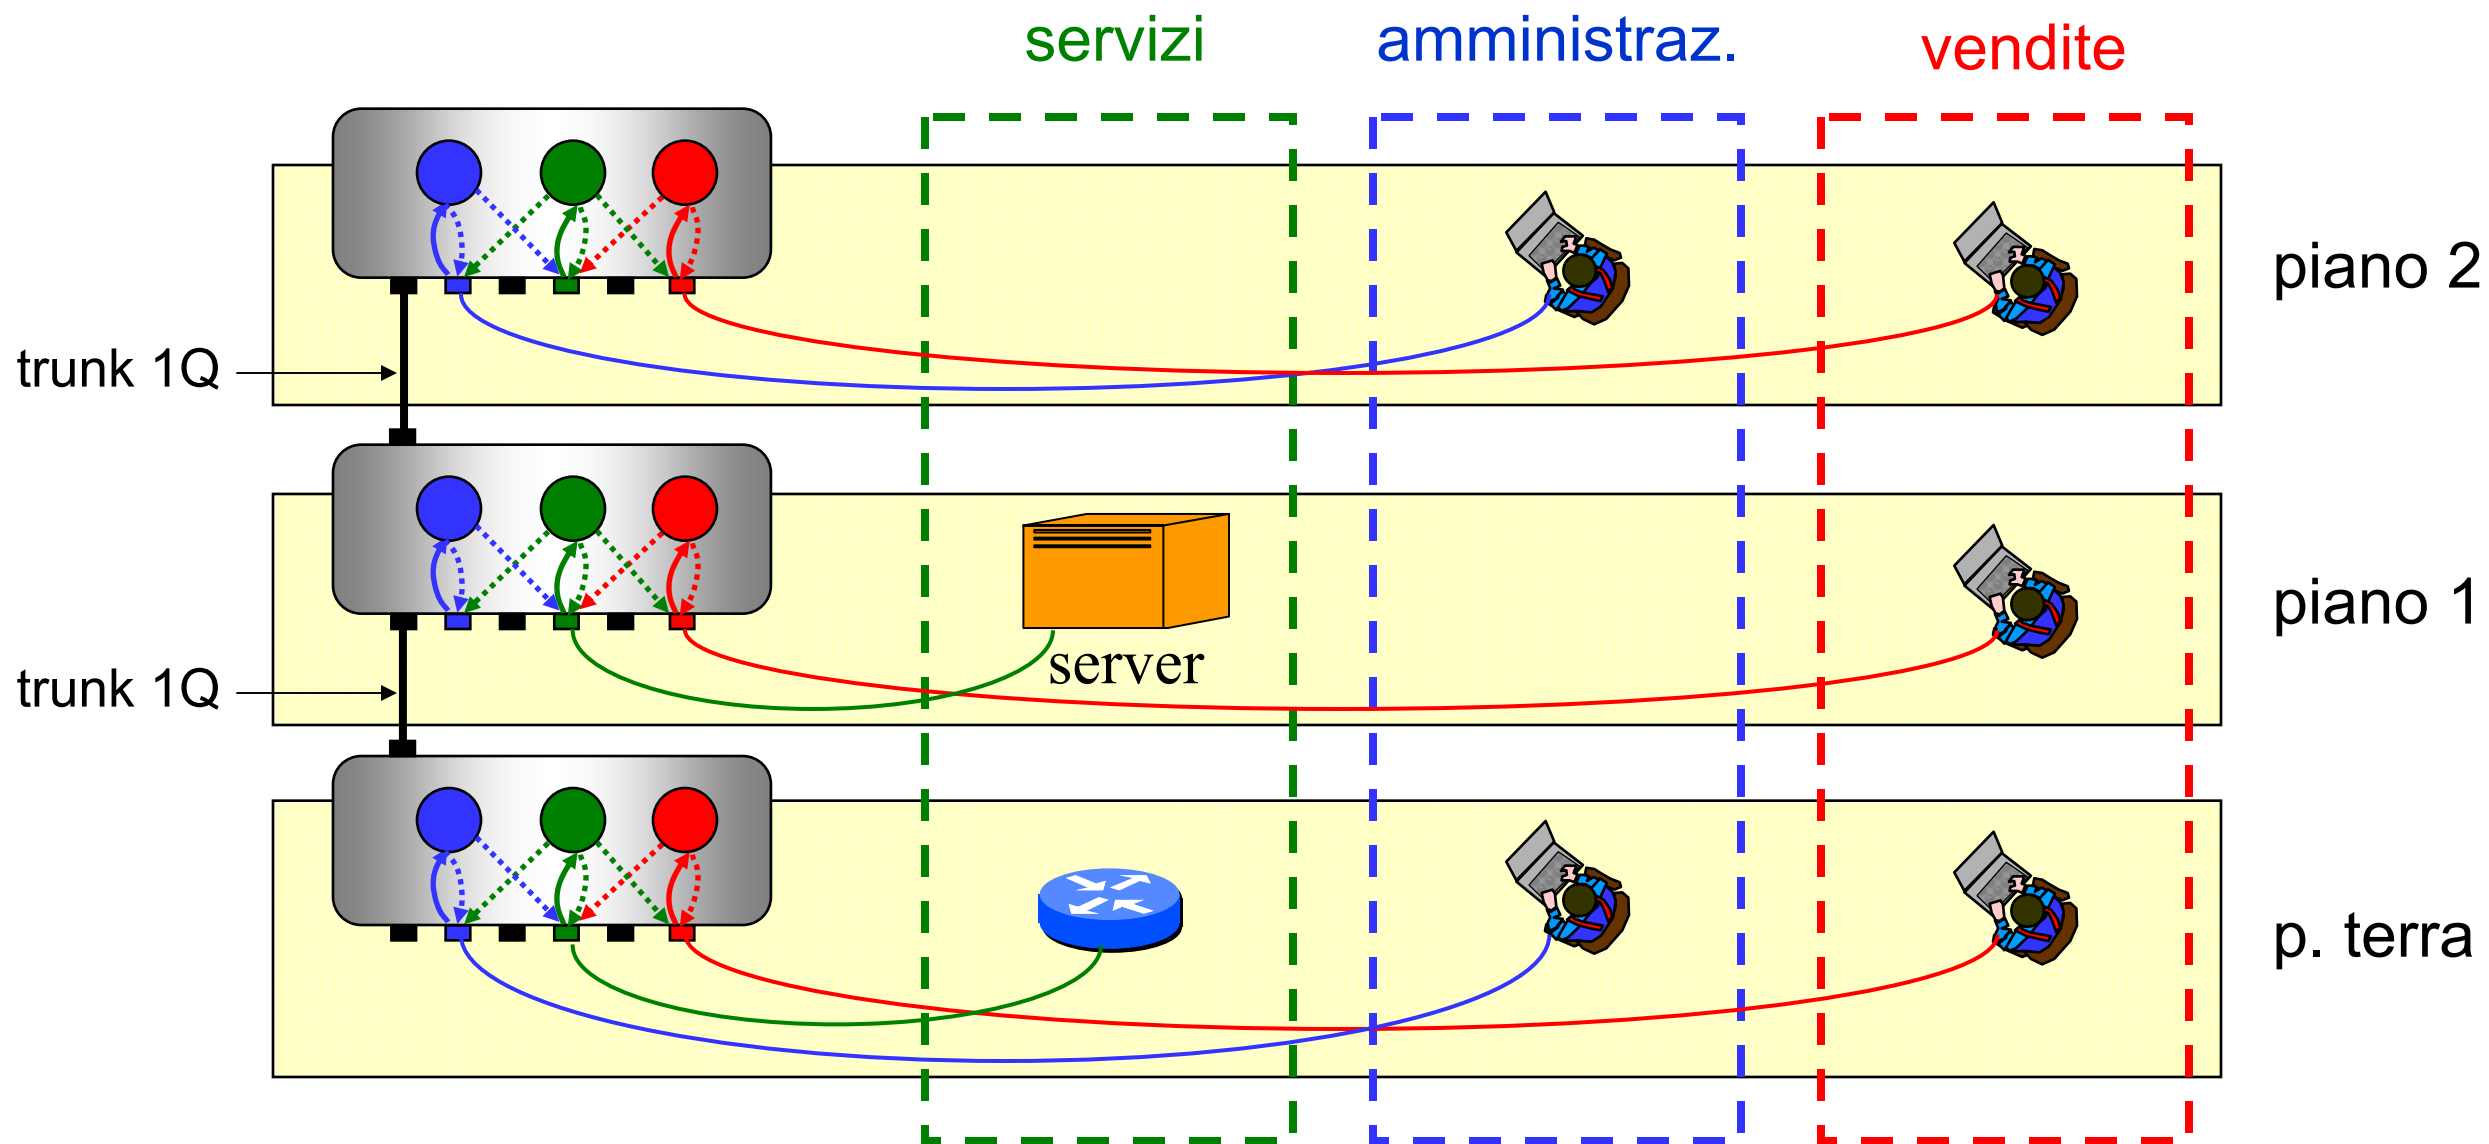 servizi
amministraz.
vendite
piano 2
trunk 1Q
piano 1
server
trunk 1Q
p. terra